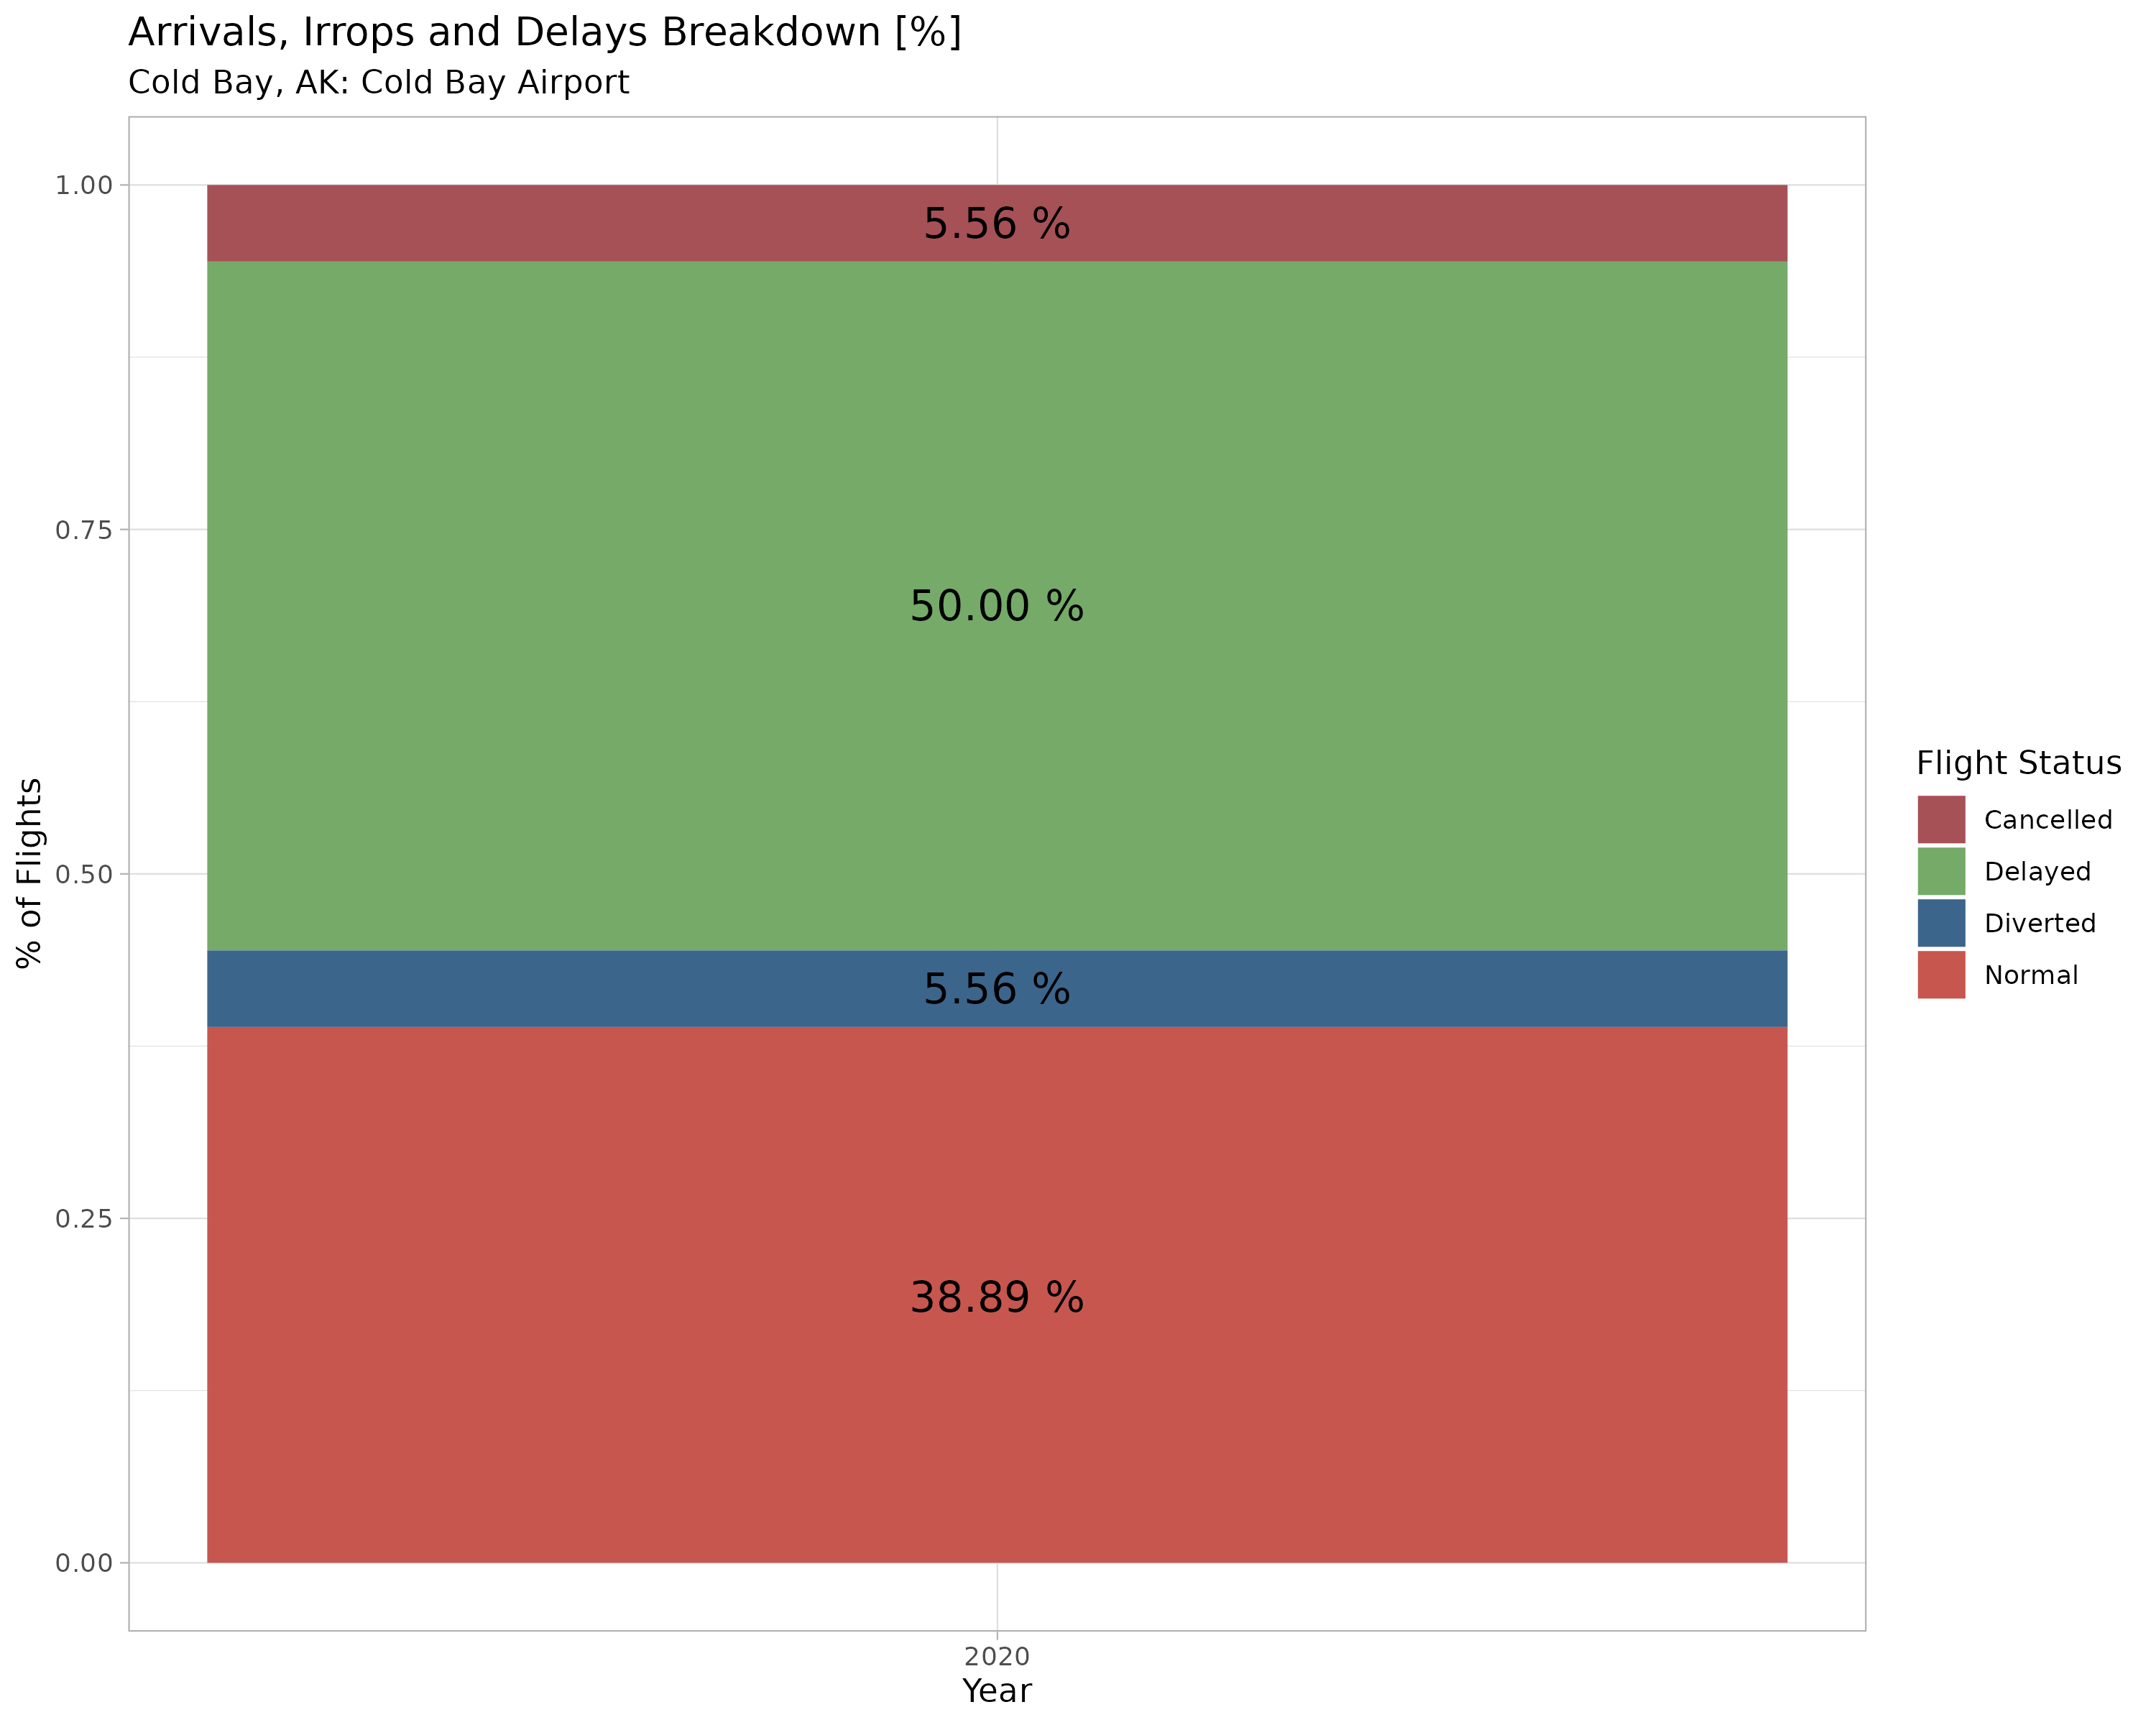 Arrivals, Irrops and Delays Breakdown [%]
Cold Bay, AK: Cold Bay Airport
% of Flights
1.00
0.75
0.50
0.25
0.00
5.56 %
50.00 %
5.56 %
38.89 %
2020
Year
Flight Status
Cancelled
Delayed
Diverted
Normal